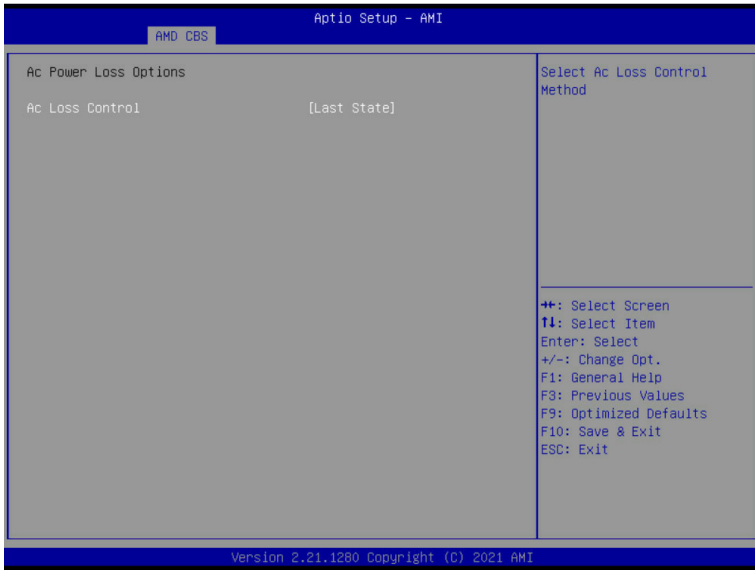 Aptio Setup – AMI
AMD CBS
Ac Power Loss Options
Ac Loss Control [Last State]
Select Ac Loss Control
Method
→←: Select Screen
↑↓: Select Item
Enter: Select
+/-: Change Opt.
F1: General Help
F3: Previous Values
F9: Optimized Defaults
F10: Save & Exit
ESC: Exit
Version 2.21.1280 Copyright (C) 2021 AMI